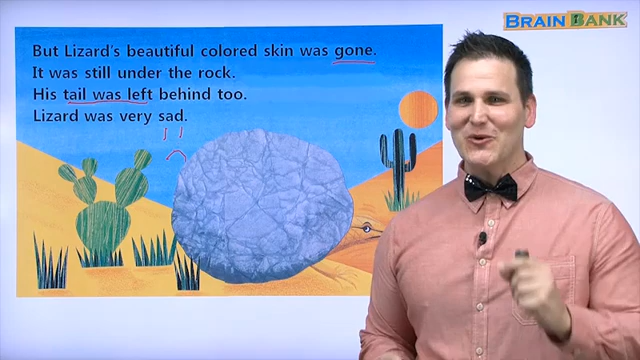 BRAIN BANK
But Lizard's beautiful colored skin was gone.
It was still under the rock.
His tail was left behind too.
Lizard was very sad.